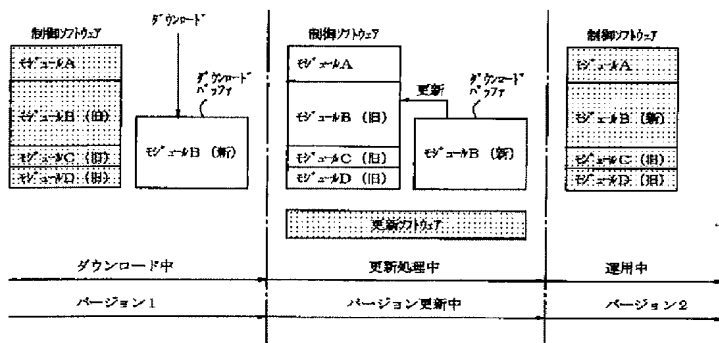 制御ソフトウェア
モジュールA
モジュールB（旧）
モジュールC（旧）
モジュールD（旧）
ダウンロード
ダウンロード
バッファ
モジュールB（新）
制御ソフトウェア
モジュールA
モジュールB（旧）
モジュールC（旧）
モジュールD（旧）
更新
ダウンロード
バッファ
モジュールB（新）
更新ソフトウェア
制御ソフトウェア
モジュールA
モジュールB（新）
モジュールC（旧）
モジュールD（旧）
ダウンロード中
更新処理中
運用中
バージョン1
バージョン更新中
バージョン2